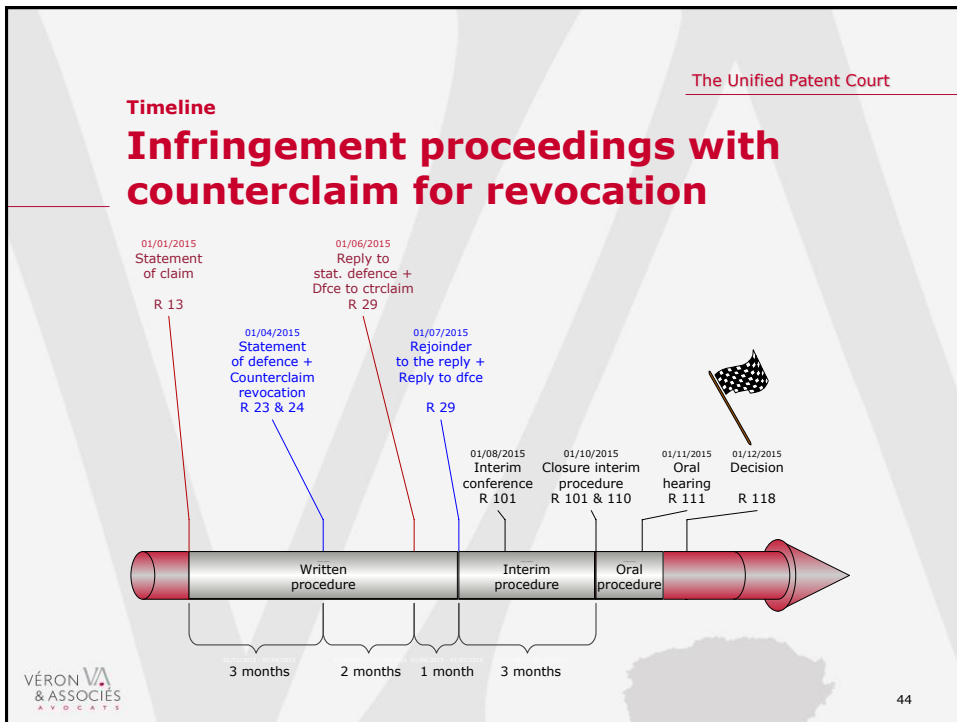 The Unified Patent Court
Timeline
Infringement proceedings with
counterclaim for revocation
01/01/2015
Statement
of claim
R 13
01/06/2015
Reply to
stat. defence +
Dfce to ctrclaim
R 29
01/04/2015
Statement
of defence +
Counterclaim
revocation
R 23 & 24
01/07/2015
Rejoinder
to the reply +
Reply to dfce
R 29
01/08/2015
Interim
conference
R 101
01/10/2015
Closure interim
procedure
R 101 & 110
01/11/2015
Oral
hearing
R 111
01/12/2015
Decision
R 118
Written
procedure
Interim
procedure
Oral
procedure
3 months
2 months
1 month
3 months
VÉRON VA
& ASSOCIÉS
AVOCATS
44